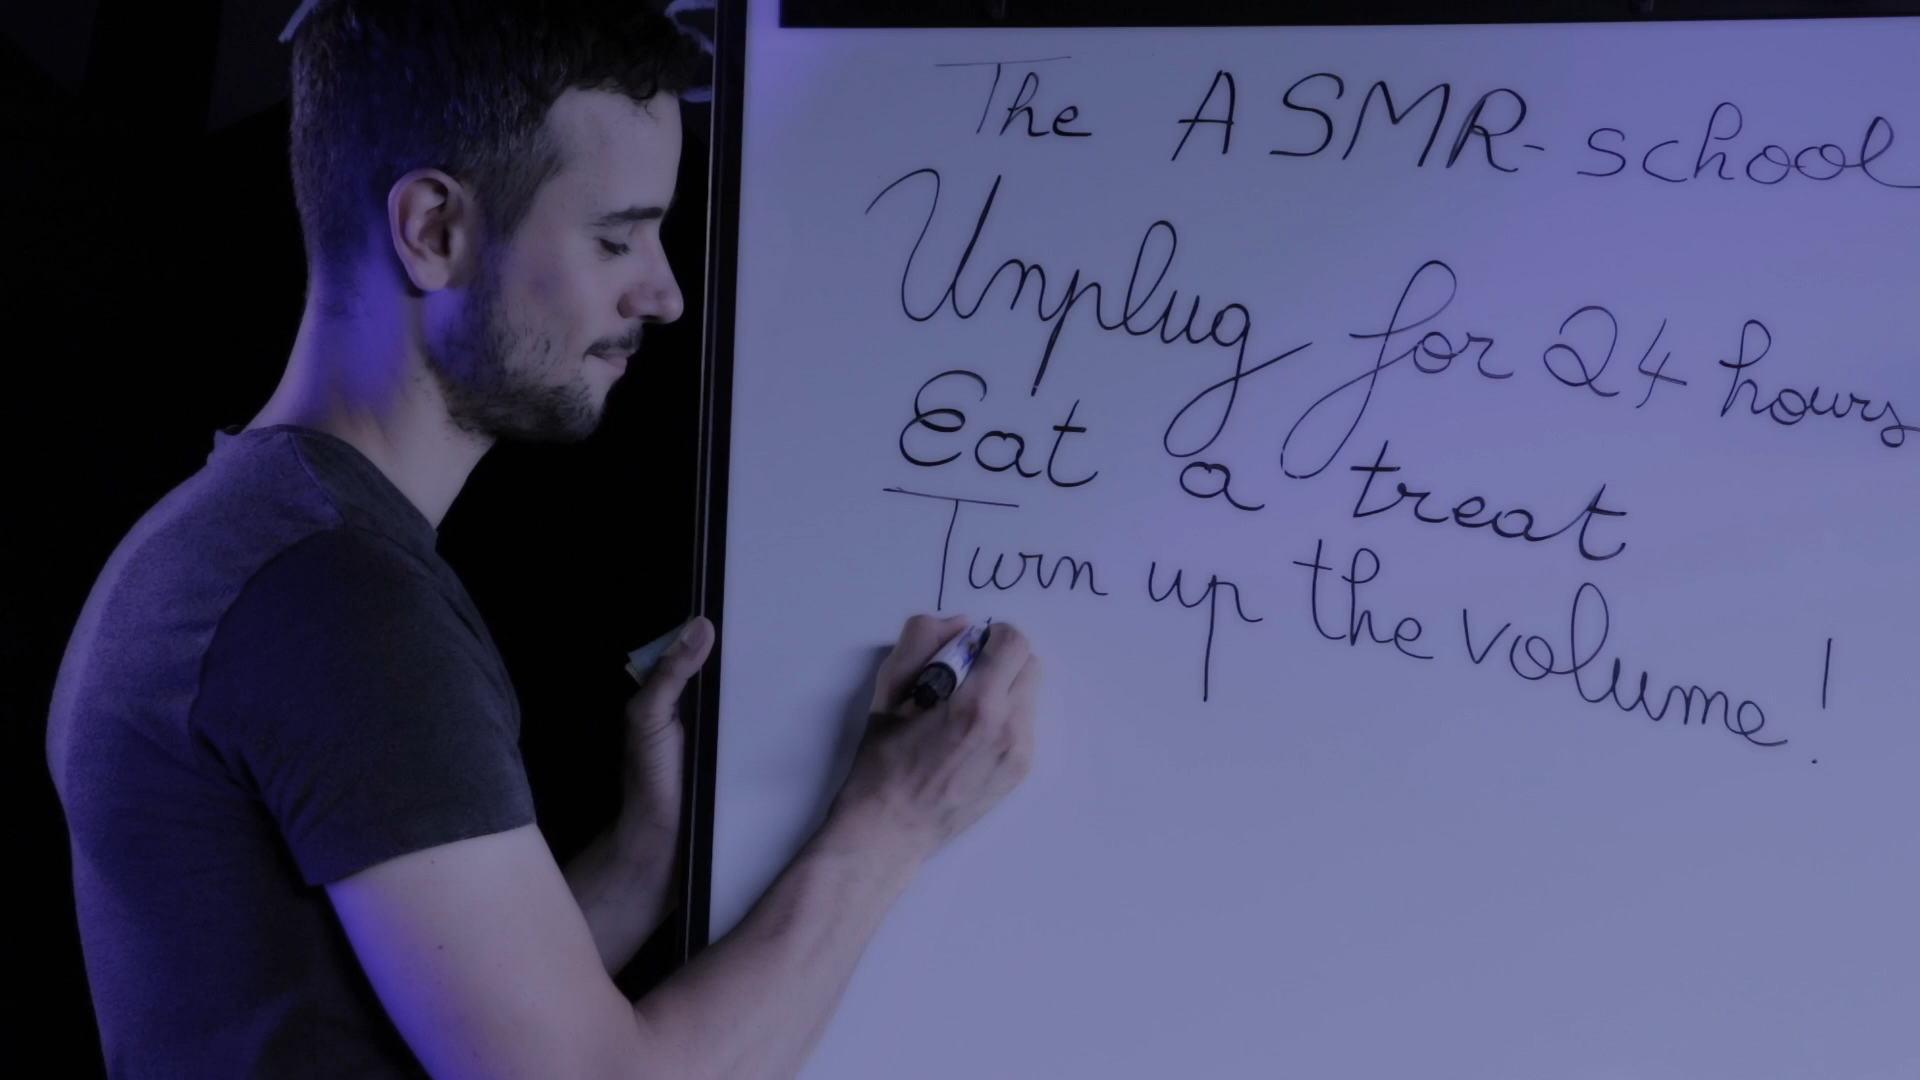 The ASMR-school
Unplug for 24 hours
Eat a treat
Turn up the volume!